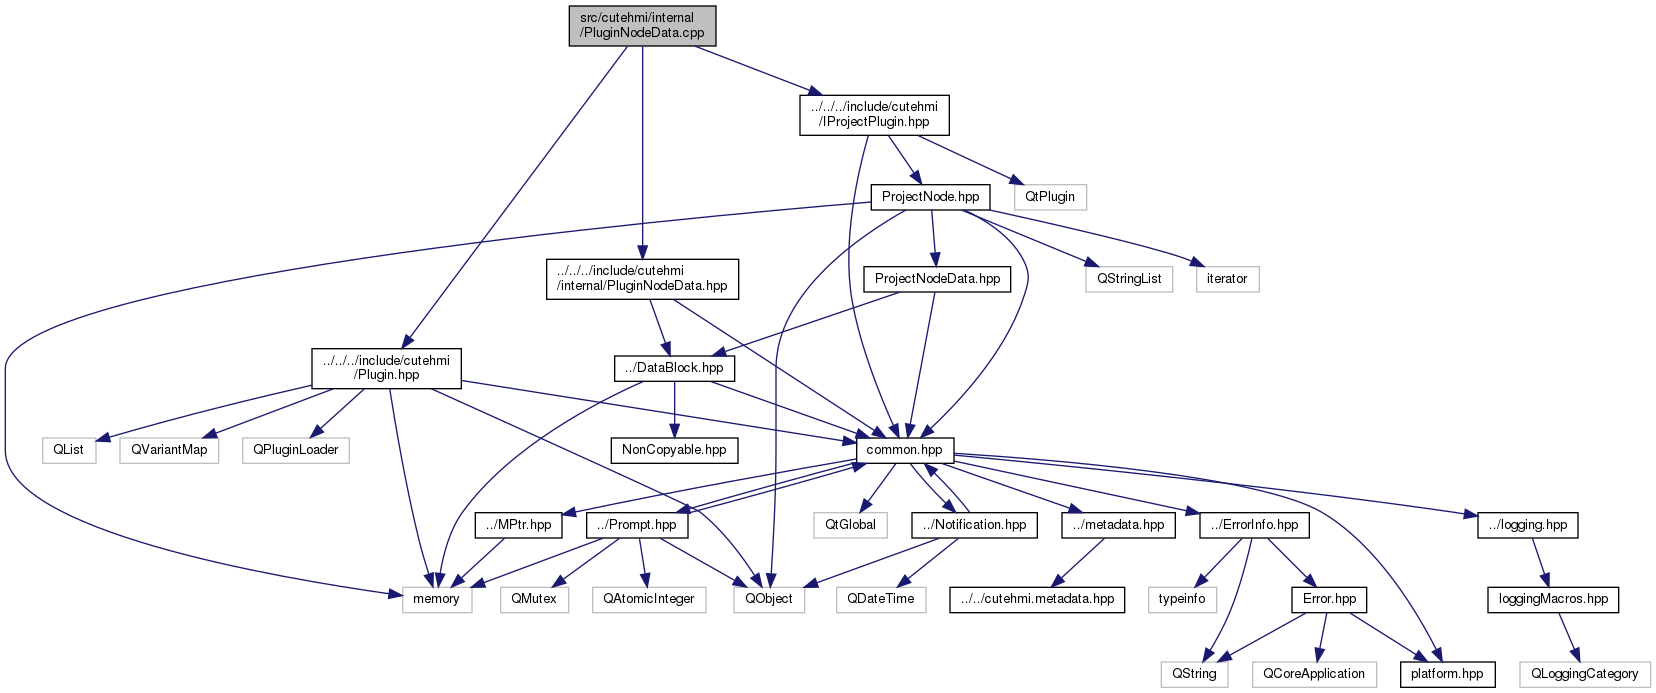 src/cutehmi/internal
/PluginNodeData.cpp
../../../include/cutehmi
/IProjectPlugin.hpp
ProjectNode.hpp
QtPlugin
../../../include/cutehmi
/internal/PluginNodeData.hpp
ProjectNodeData.hpp
QStringList
iterator
../../../include/cutehmi
/Plugin.hpp
../DataBlock.hpp
QList
QVariantMap
QPluginLoader
NonCopyable.hpp
common.hpp
../MPtr.hpp
../Prompt.hpp
QtGlobal
../Notification.hpp
../metadata.hpp
../ErrorInfo.hpp
../logging.hpp
memory
QMutex
QAtomicInteger
QObject
QDateTime
../../cutehmi.metadata.hpp
typeinfo
Error.hpp
loggingMacros.hpp
QString
QCoreApplication
platform.hpp
QLoggingCategory